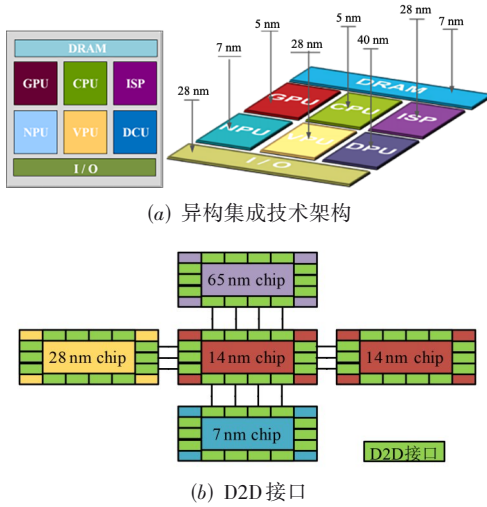 DRAM
GPU CPU ISP
NPU VPU DCU
I / O
28 nm
7 nm
5 nm
28 nm
5 nm
40 nm
28 nm
7 nm
DRAM
GPU CPU ISP
NPU VPU DPU
I / O
(a) 异构集成技术架构
65 nm chip
28 nm chip 14 nm chip 14 nm chip
7 nm chip
D2D接口
(b) D2D接口